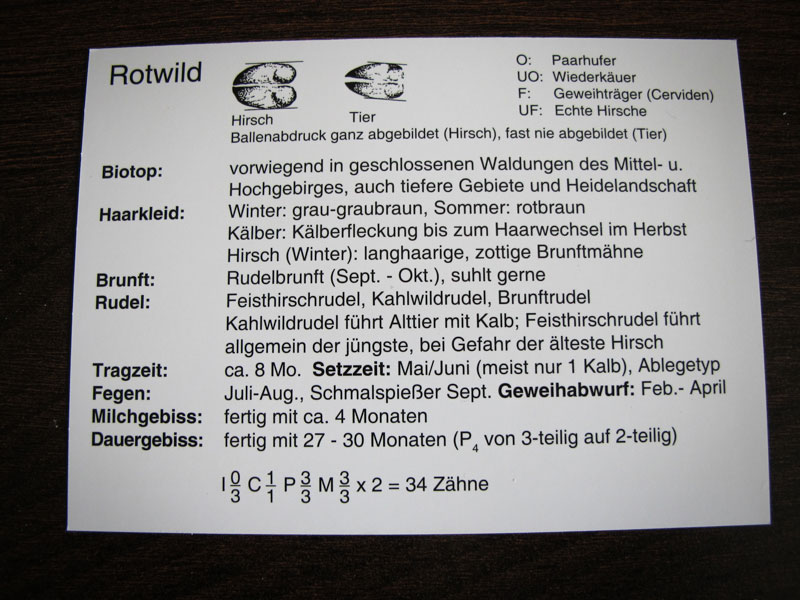 Rotwild
Hirsch
Tier
O: Paarhufer
UO: Wiederkäuer
F: Geweihträger (Cerviden)
UF: Echte Hirsche
Ballenabdruck ganz abgebildet (Hirsch), fast nie abgebildet (Tier)
Biotop: vorwiegend in geschlossenen Waldungen des Mittel- u.
Hochgebirges, auch tiefere Gebiete und Heidelandschaft
Haarkleid: Winter: grau-graubraun, Sommer: rotbraun
Kälber: Kälberfleckung bis zum Haarwechsel im Herbst
Hirsch (Winter): langhaarige, zottige Brunftmähne
Brunft: Rudelbrunft (Sept. - Okt.), suhlt gerne
Rudel: Feisthirschrudel, Kahlwildrudel, Brunftrudel
Kahlwildrudel führt Alttier mit Kalb; Feisthirschrudel führt
allgemein der jüngste, bei Gefahr der älteste Hirsch
Tragzeit: ca. 8 Mo. Setzzeit: Mai/Juni (meist nur 1 Kalb), Ablegetyp
Fegen: Juli-Aug., Schmalspießer Sept. Geweihabwurf: Feb.- April
Milchgebiss: fertig mit ca. 4 Monaten
Dauergebiss: fertig mit 27 - 30 Monaten (P4 von 3-teilig auf 2-teilig)
I 0/3 C 1/1 P 3/3 M 3/3 x 2 = 34 Zähne